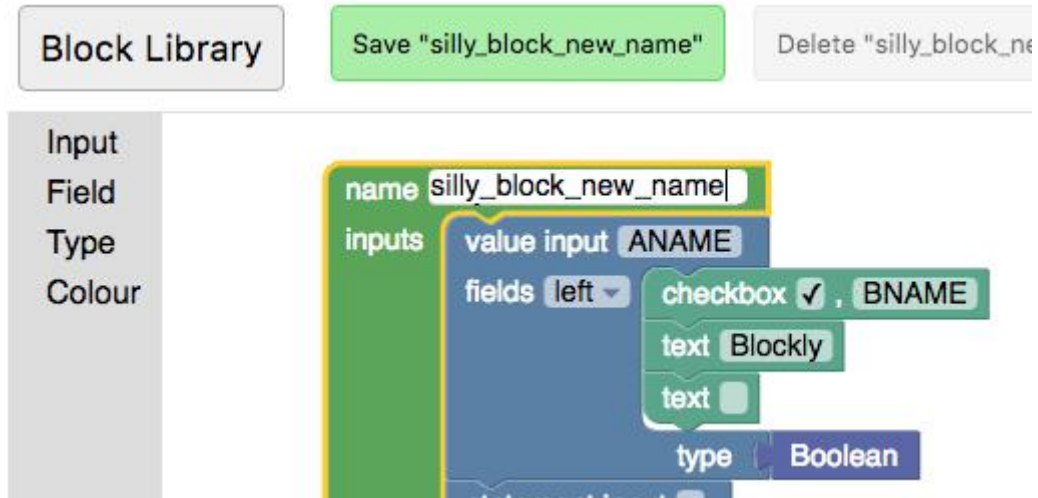 Block Library
Save "silly_block_new_name"
Delete "silly_block_ne
Input
Field
Type
Colour
name silly_block_new_name
inputs value input ANAME
fields left checkbox ✓ , BNAME
text Blockly
text
type Boolean